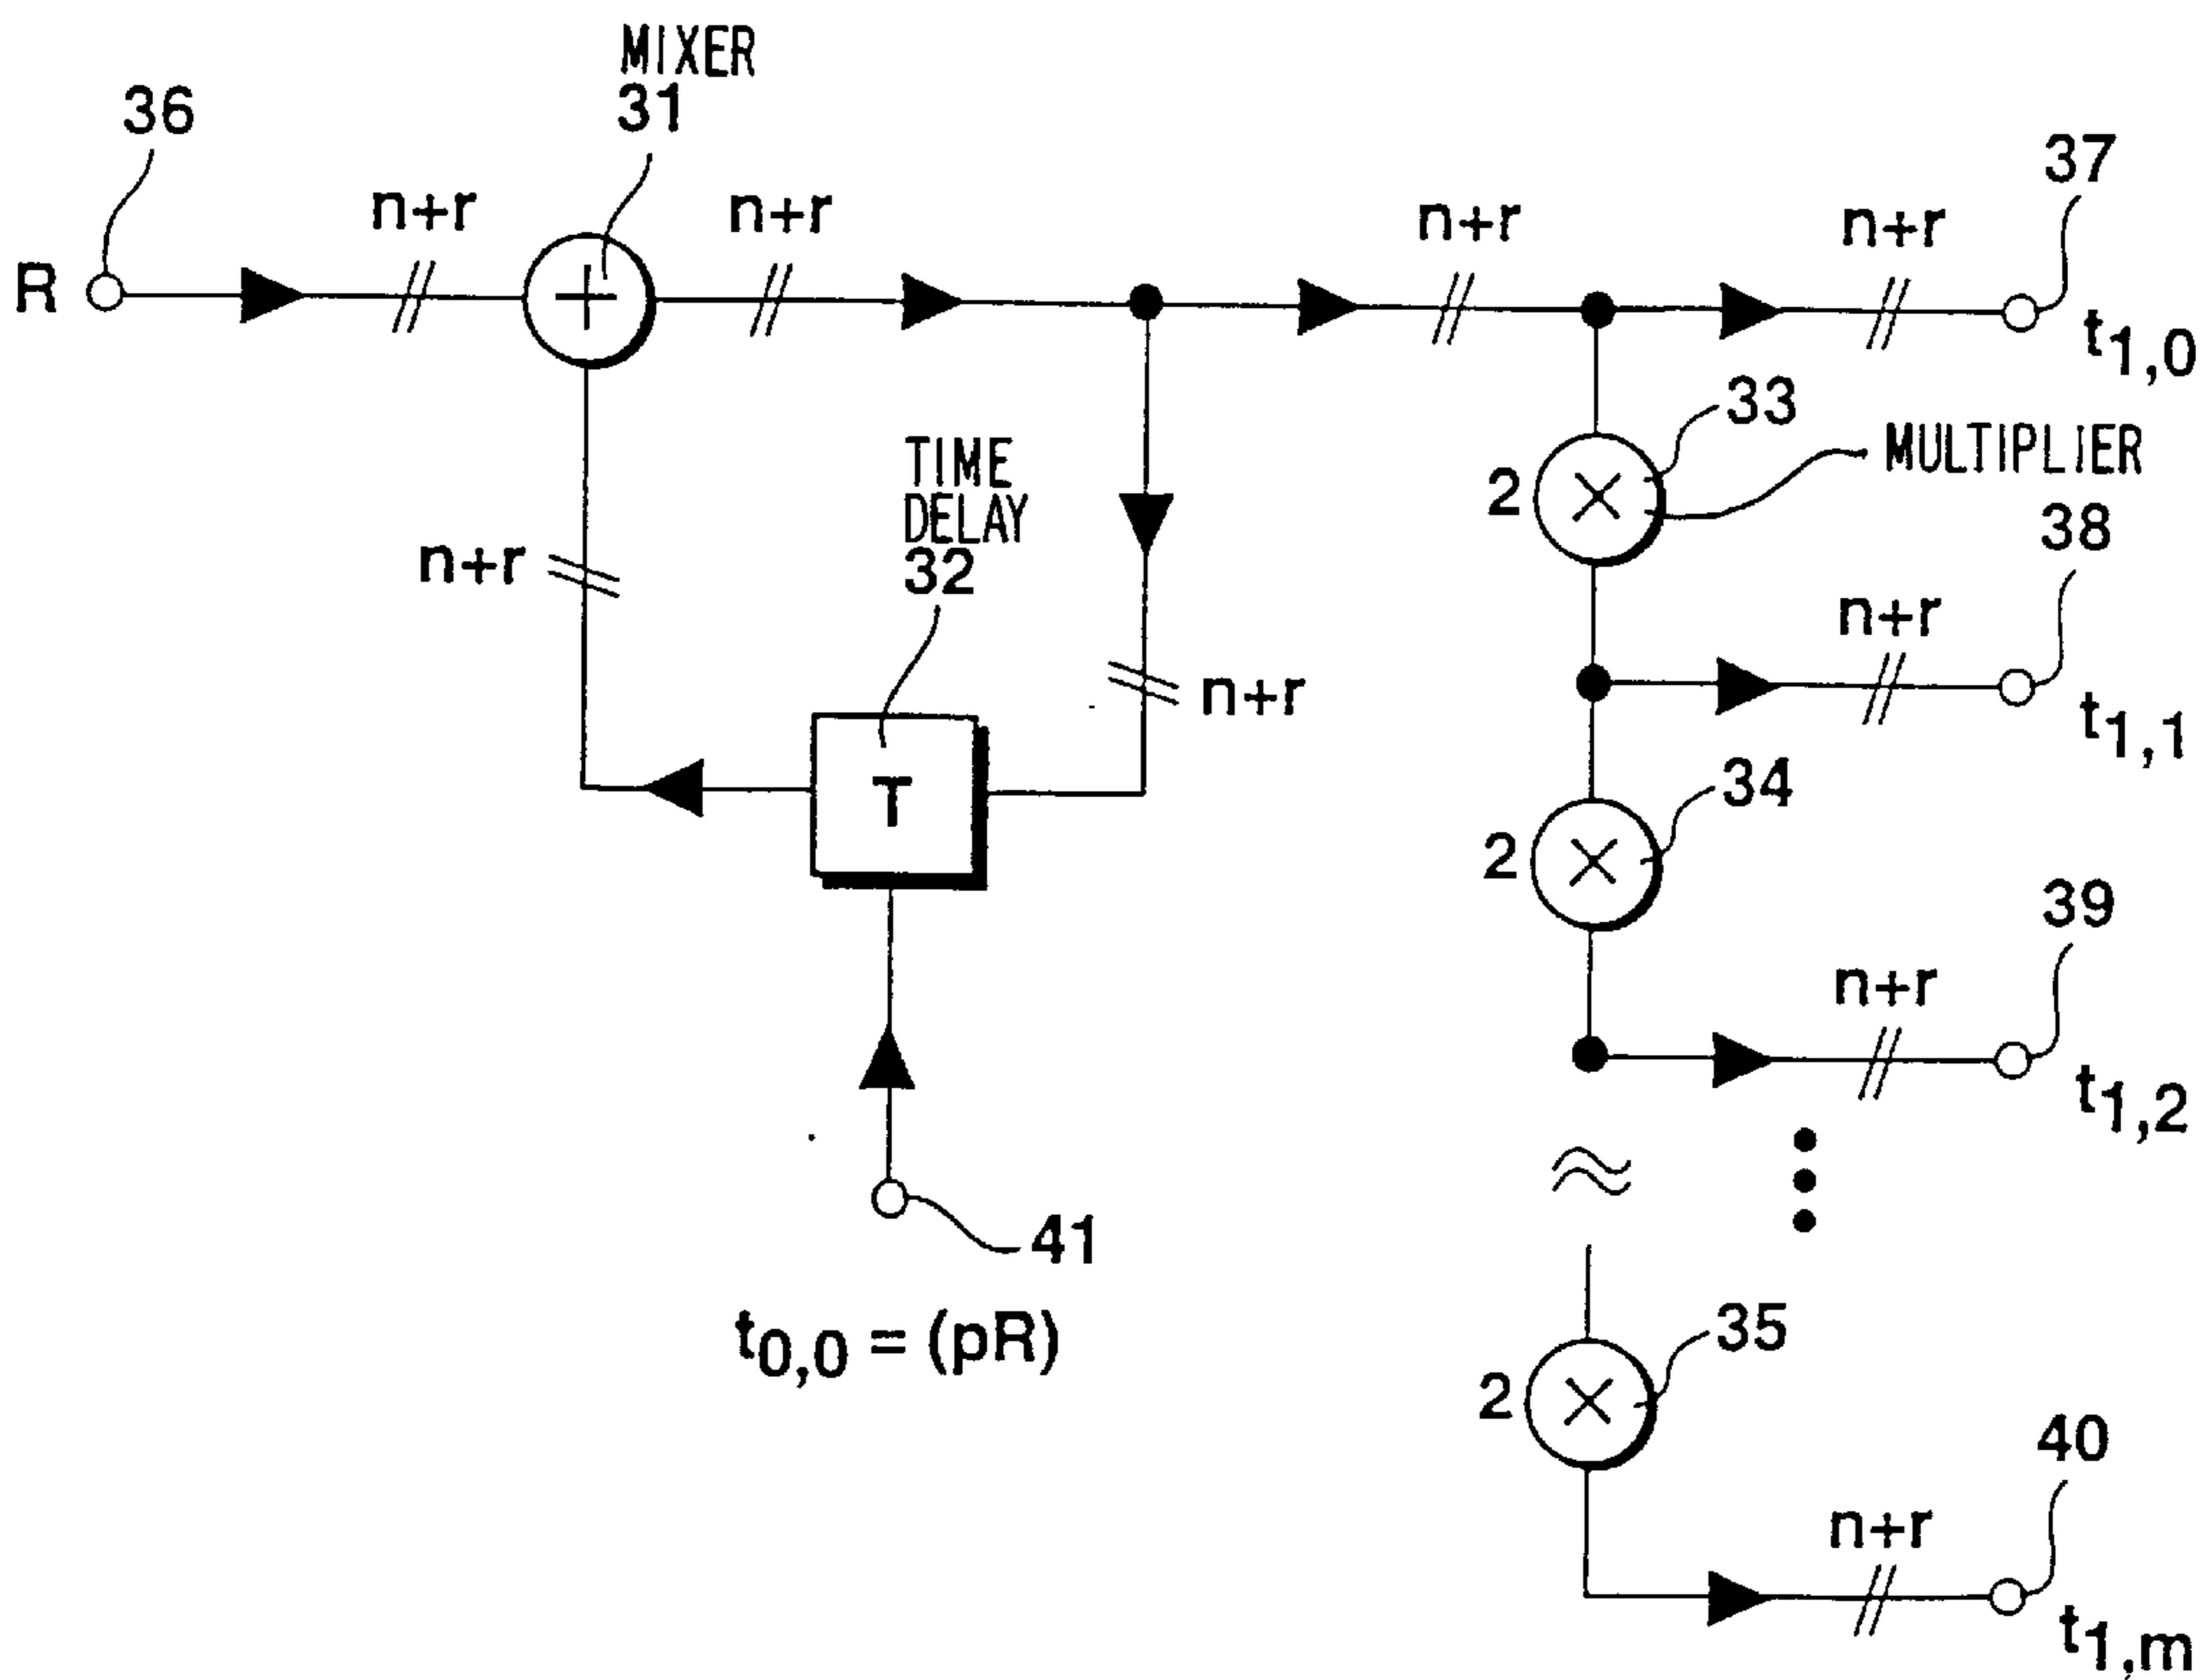 MIXER
31
36
R
n+r
+
n+r
n+r
n+r
37
t1,0
33
2
×
MULTIPLIER
38
TIME
DELAY
32
n+r
n+r
n+r
t1,1
T
34
2
×
39
n+r
t1,2
41
t0,0 = (pR)
35
2
×
40
n+r
t1,m